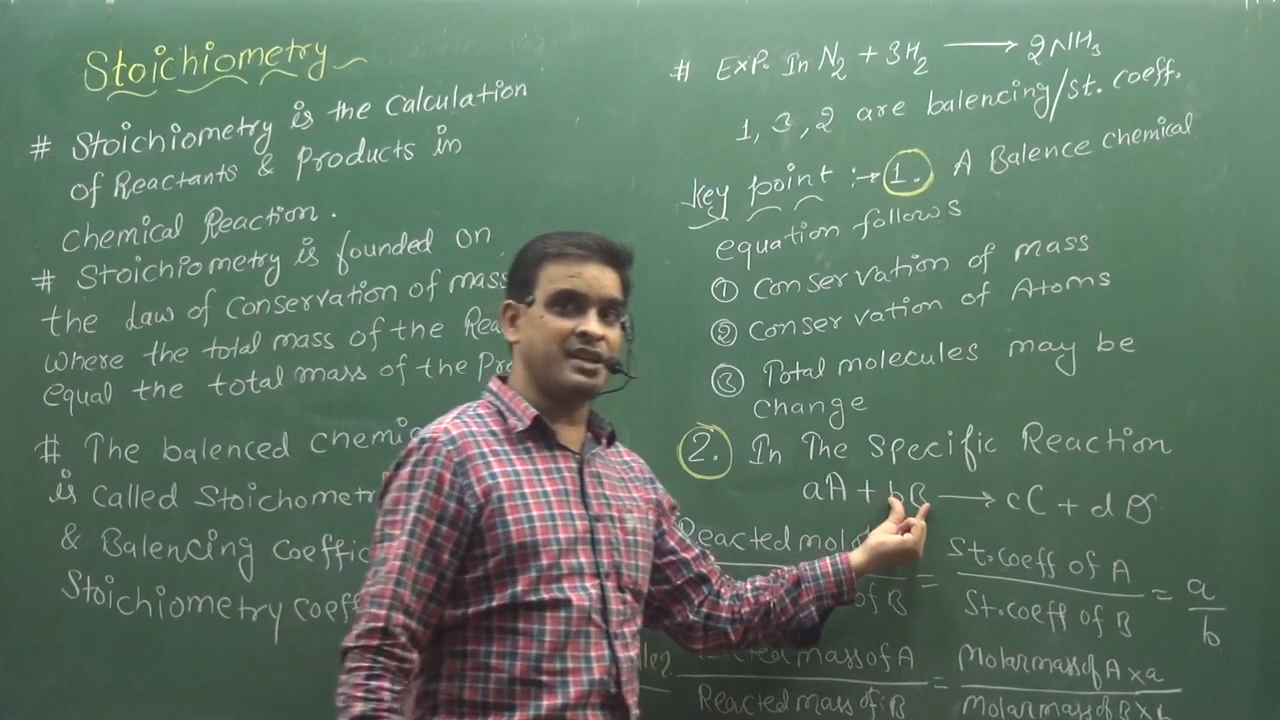 Stoichiometry
# Stoichiometry is the calculation
of Reactants & Products in
chemical Reaction.
# Stoichiometry is founded on
the Law of conservation of mass
where the total mass of the Rea
equal the total mass of the Pro
# The balenced chemic
is called Stoichometr
& Balencing coeffic
Stoichiometry coeff
# Exp. In N₂ + 3H₂ ⟶ 2NH₃
1, 3, 2 are balencing/st. coeff.
Key point :→ 1. A Balence chemical
equation follows
① conservation of mass
② conservation of Atoms
③ Total molecules may be
change
2. In The Specific Reaction
aA + bB ⟶ cC + dD
Reacted mol / of B = St. coeff of A / St. coeff of B = a / b
mass of A / Reacted mass of B = Molar mass of A × a / Molar mass of B × b